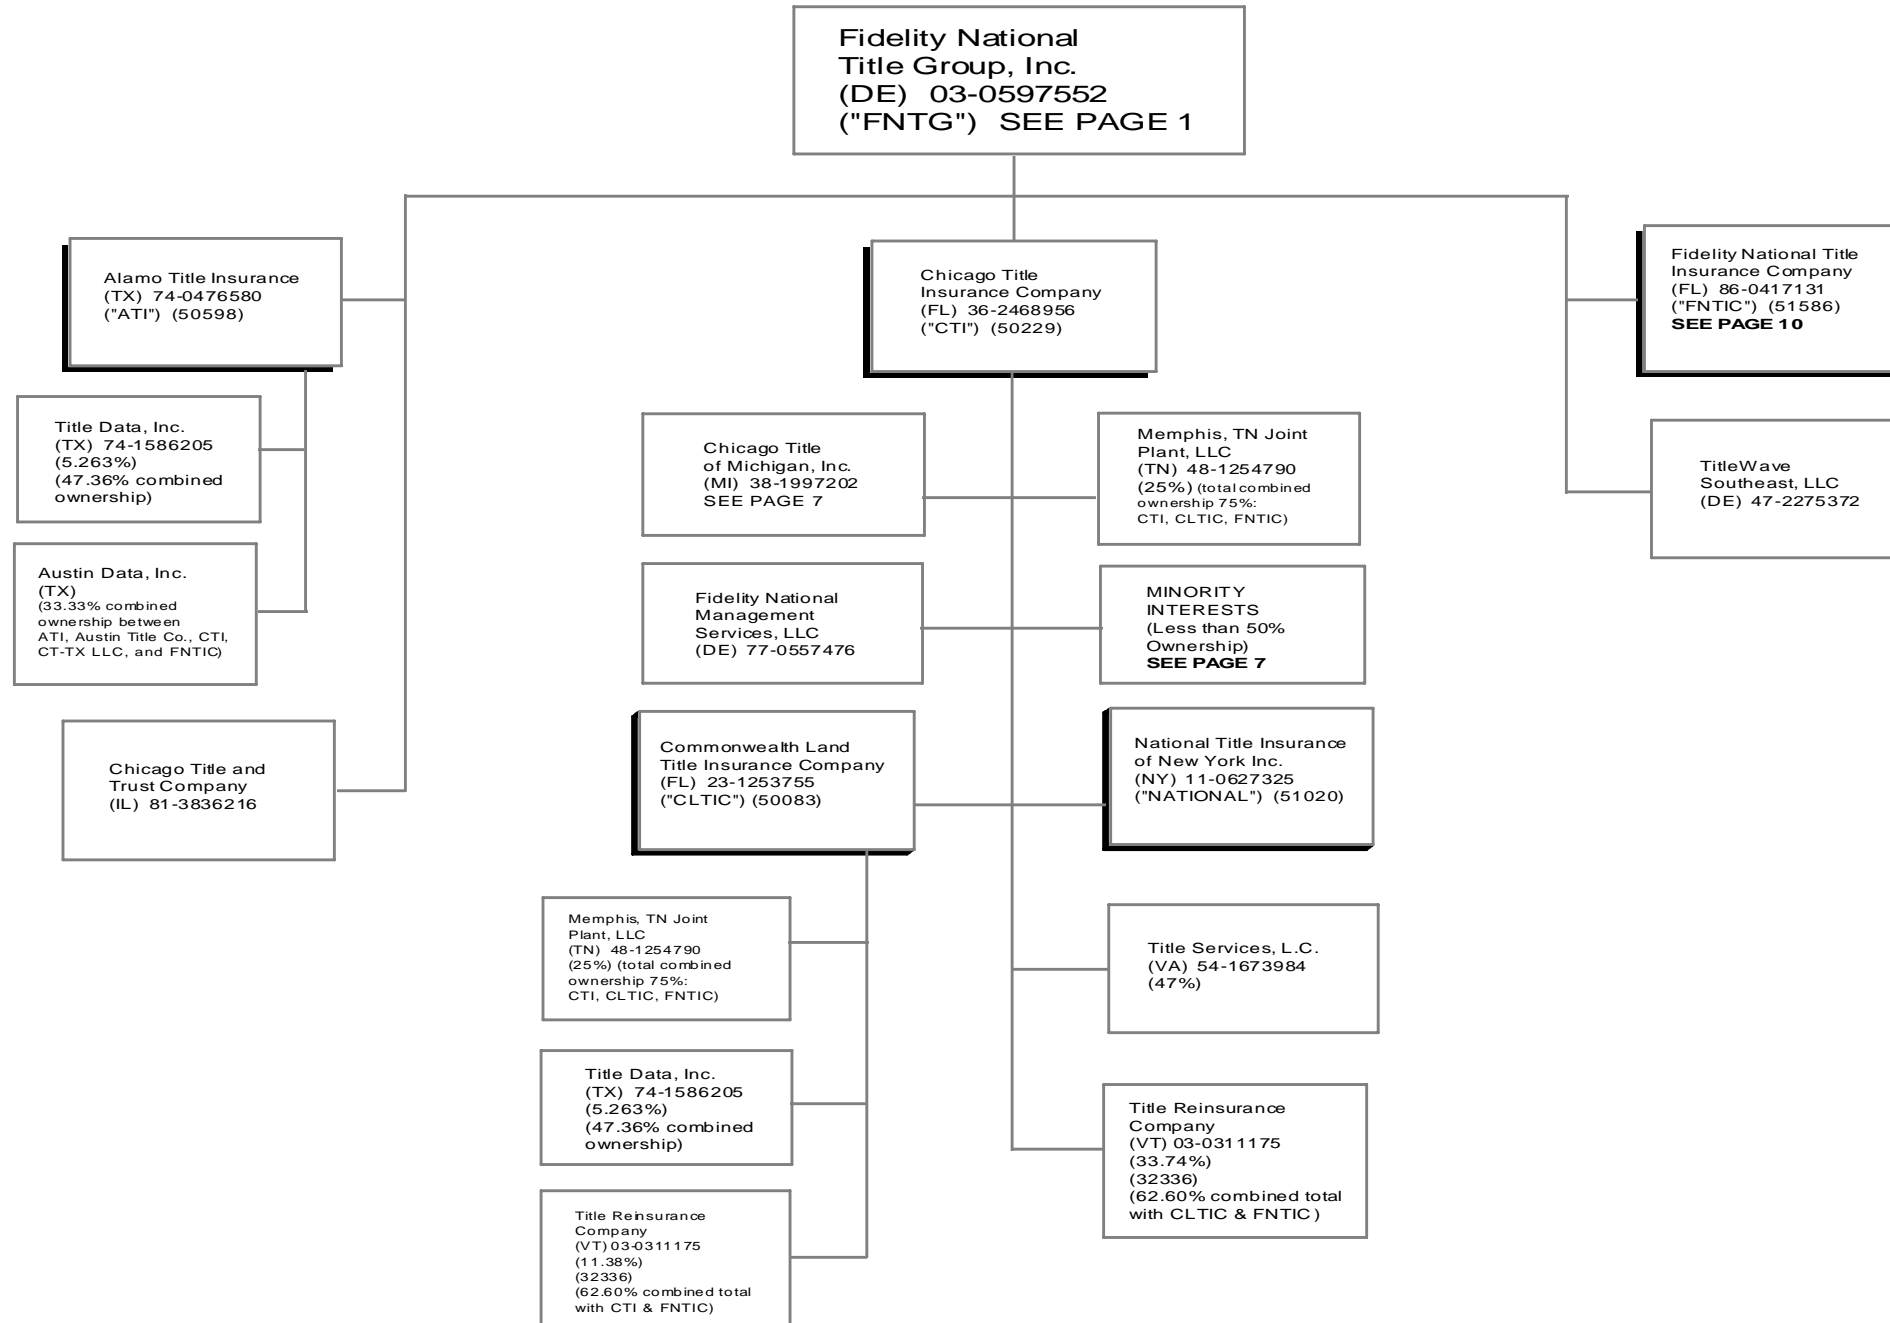 Fidelity National
Title Group, Inc.
(DE) 03-0597552
("FNTG") SEE PAGE 1
Alamo Title Insurance
(TX) 74-0476580
("ATI") (50598)
Chicago Title
Insurance Company
(FL) 36-2468956
("CTI") (50229)
Fidelity National Title
Insurance Company
(FL) 86-0417131
("FNTIC") (51586)
SEE PAGE 10
Title Data, Inc.
(TX) 74-1586205
(5.263%)
(47.36% combined
ownership)
Chicago Title
of Michigan, Inc.
(MI) 38-1997202
SEE PAGE 7
Memphis, TN Joint
Plant, LLC
(TN) 48-1254790
(25%) (total combined
ownership 75%:
CTI, CLTIC, FNTIC)
TitleWave
Southeast, LLC
(DE) 47-2275372
Austin Data, Inc.
(TX)
(33.33% combined
ownership between
ATI, Austin Title Co., CTI,
CT-TX LLC, and FNTIC)
Fidelity National
Management
Services, LLC
(DE) 77-0557476
MINORITY
INTERESTS
(Less than 50%
Ownership)
SEE PAGE 7
Chicago Title and
Trust Company
(IL) 81-3836216
Commonwealth Land
Title Insurance Company
(FL) 23-1253755
("CLTIC") (50083)
National Title Insurance
of New York Inc.
(NY) 11-0627325
("NATIONAL") (51020)
Memphis, TN Joint
Plant, LLC
(TN) 48-1254790
(25%) (total combined
ownership 75%:
CTI, CLTIC, FNTIC)
Title Services, L.C.
(VA) 54-1673984
(47%)
Title Data, Inc.
(TX) 74-1586205
(5.263%)
(47.36% combined
ownership)
Title Reinsurance
Company
(VT) 03-0311175
(33.74%)
(32336)
(62.60% combined total
with CLTIC & FNTIC)
Title Reinsurance
Company
(VT) 03-0311175
(11.38%)
(32336)
(62.60% combined total
with CTI & FNTIC)